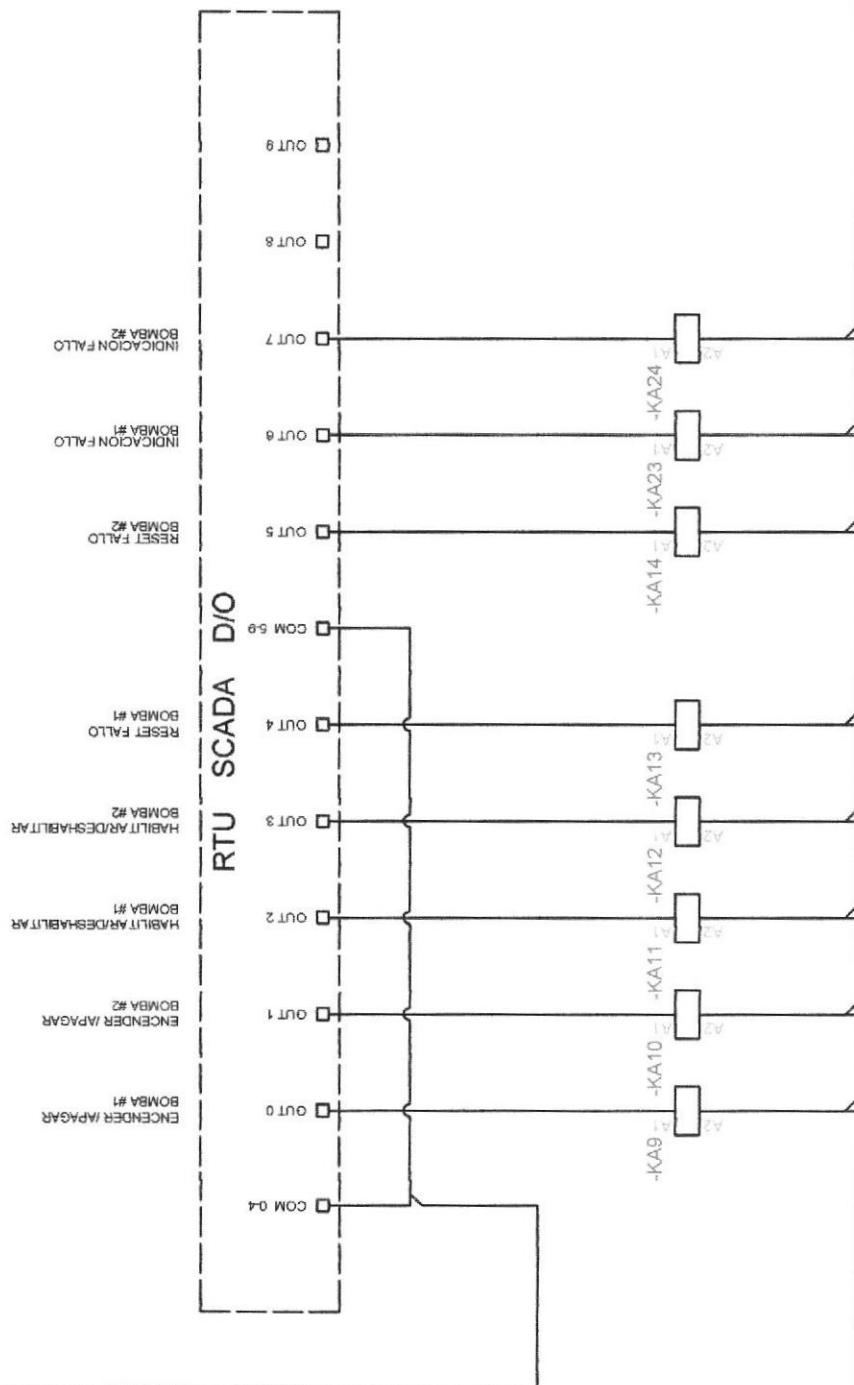 OUT 9
OUT 8
INDICACION FALLO
BOMBA #2
OUT 7
A1
A2
-KA24
INDICACION FALLO
BOMBA #1
OUT 6
A1
A2
-KA23
RESET FALLO
BOMBA #2
OUT 5
A1
A2
-KA14
COM 5-9
RTU SCADA D/O
RESET FALLO
BOMBA #1
OUT 4
A1
A2
-KA13
HABILITAR/DESHABILITAR
BOMBA #2
OUT 3
A1
A2
-KA12
HABILITAR/DESHABILITAR
BOMBA #1
OUT 2
A1
A2
-KA11
ENCENDER /APAGAR
BOMBA #2
OUT 1
A1
A2
-KA10
ENCENDER /APAGAR
BOMBA #1
OUT 0
A1
A2
-KA9
COM 0-4